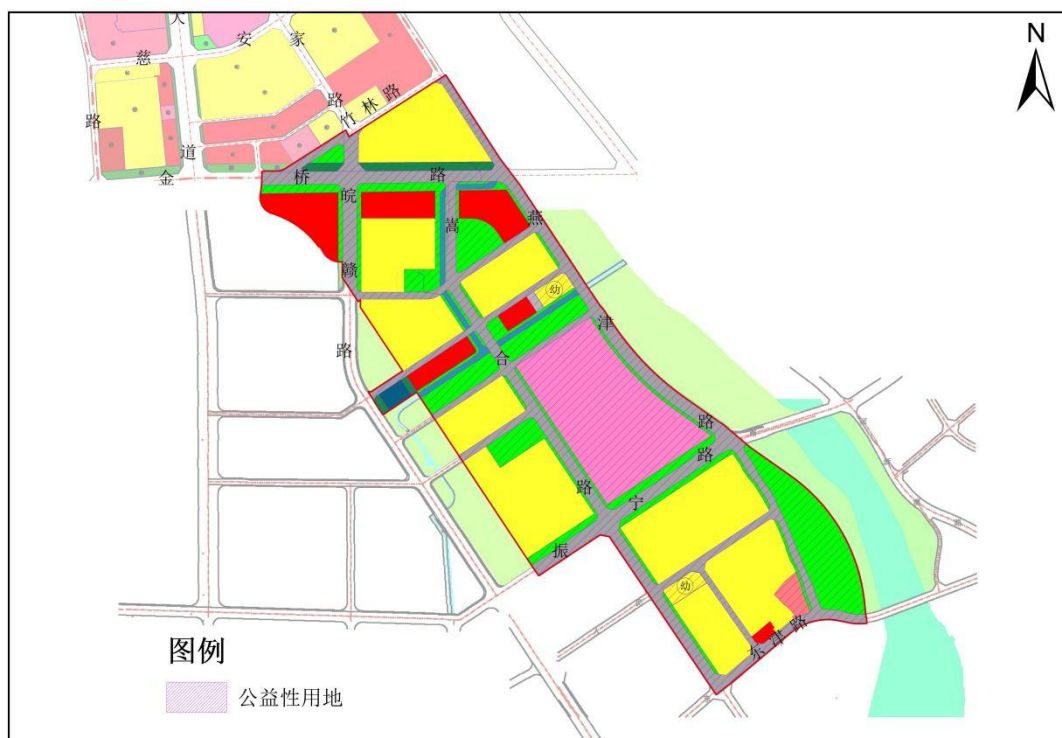 大
N
慈
安
家
路
竹
林
路
路
道
金
桥
路
皖
嵩
燕
赣
幼
津
路
合
路
路
路
宁
振
幼
东
津
路
图例
公益性用地